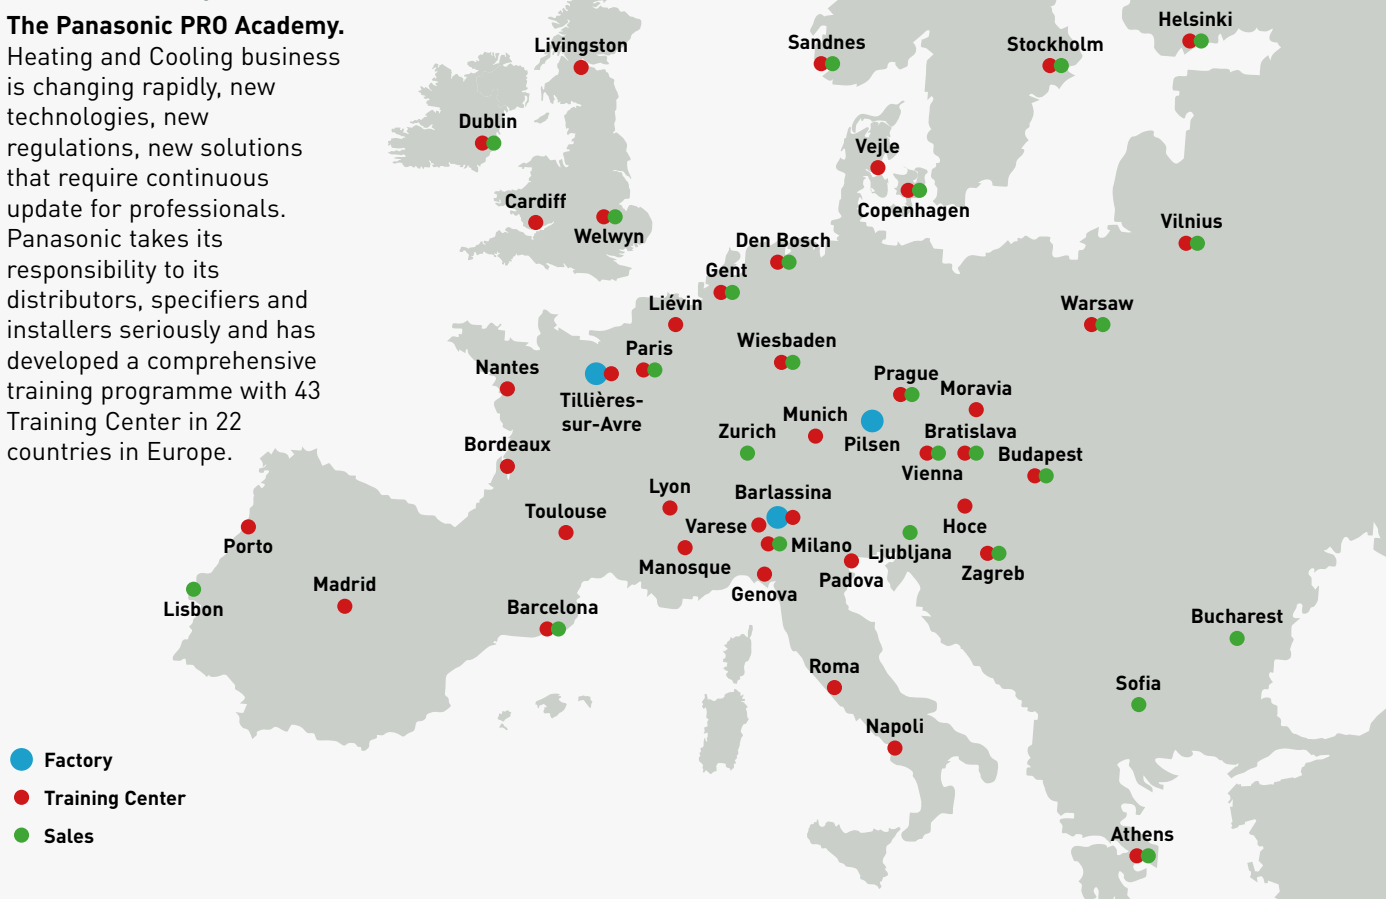 The Panasonic PRO Academy.
Heating and Cooling business
is changing rapidly, new
technologies, new
regulations, new solutions
that require continuous
update for professionals.
Panasonic takes its
responsibility to its
distributors, specifiers and
installers seriously and has
developed a comprehensive
training programme with 43
Training Center in 22
countries in Europe.
Helsinki
Sandnes
Stockholm
Livingston
Dublin
Vejle
Cardiff
Copenhagen
Vilnius
Welwyn
Den Bosch
Gent
Liévin
Warsaw
Wiesbaden
Paris
Nantes
Prague
Moravia
Tillières-
sur-Avre
Munich
Zurich
Pilsen
Bratislava
Bordeaux
Budapest
Vienna
Lyon
Barlassina
Toulouse
Varese
Hoce
Milano
Ljubljana
Porto
Manosque
Zagreb
Padova
Madrid
Genova
Lisbon
Barcelona
Bucharest
Roma
Sofia
Napoli
Factory
Training Center
Sales
Athens